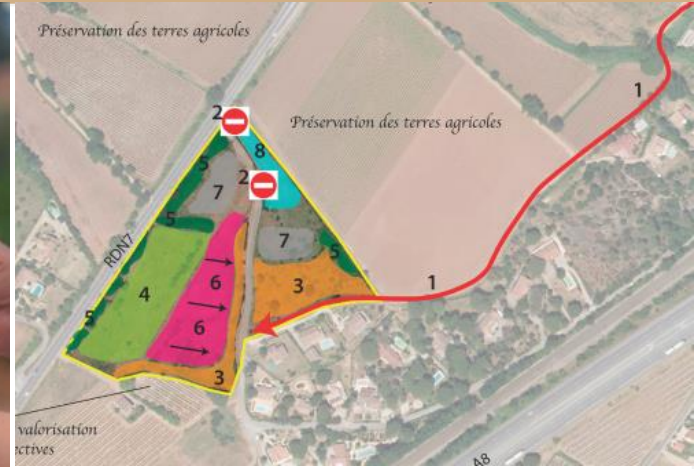 Préservation des terres agricoles
2
Préservation des terres agricoles
1
5
8
2
7
5
7
5
RDN7
4
6
3
1
6
5
3
valorisation
ctives
A8